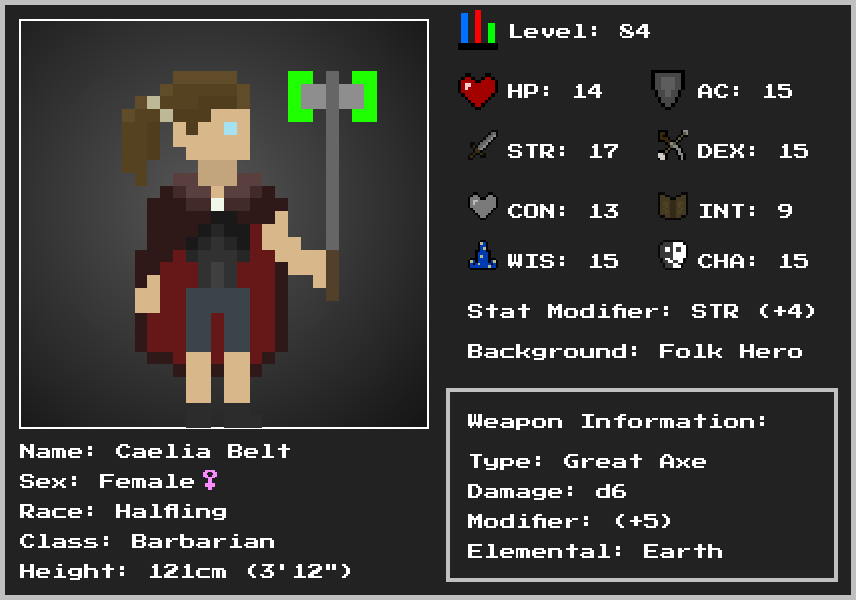 Level: 84
HP: 14 AC: 15
STR: 17 DEX: 15
CON: 13 INT: 9
WIS: 15 CHA: 15
Stat Modifier: STR (+4)
Background: Folk Hero
Weapon Information:
Type: Great Axe
Damage: d6
Modifier: (+5)
Elemental: Earth
Name: Caelia Belt
Sex: Female♀
Race: Halfling
Class: Barbarian
Height: 121cm (3'12")